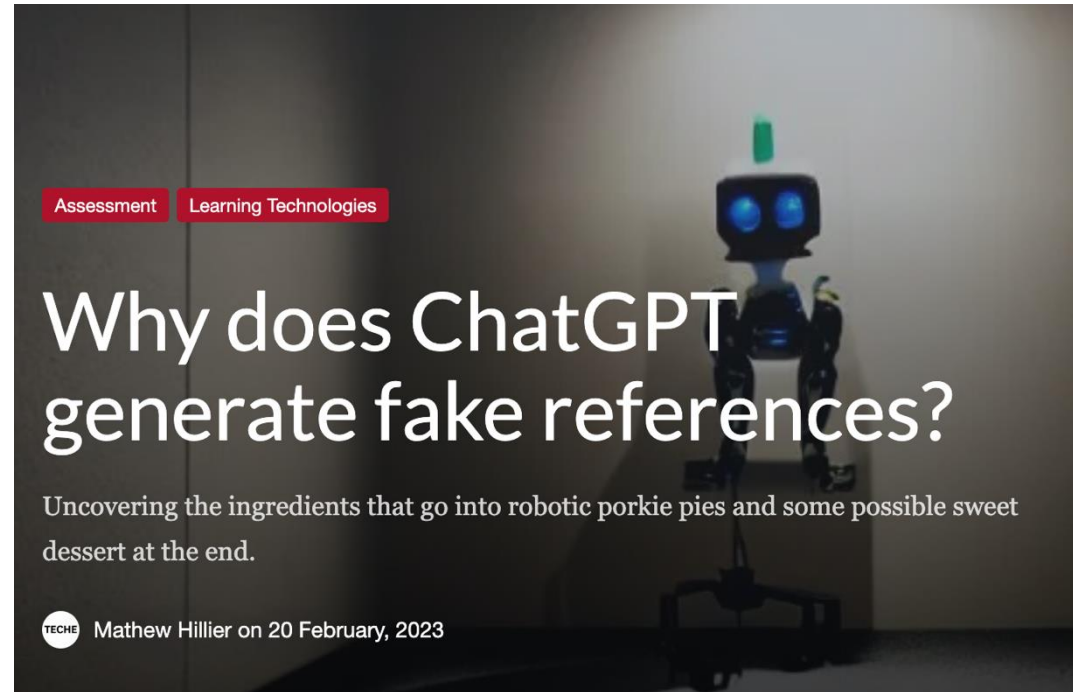 Assessment Learning Technologies
Why does ChatGPT
generate fake references?
Uncovering the ingredients that go into robotic porkie pies and some possible sweet
dessert at the end.
TECHE Mathew Hillier on 20 February, 2023